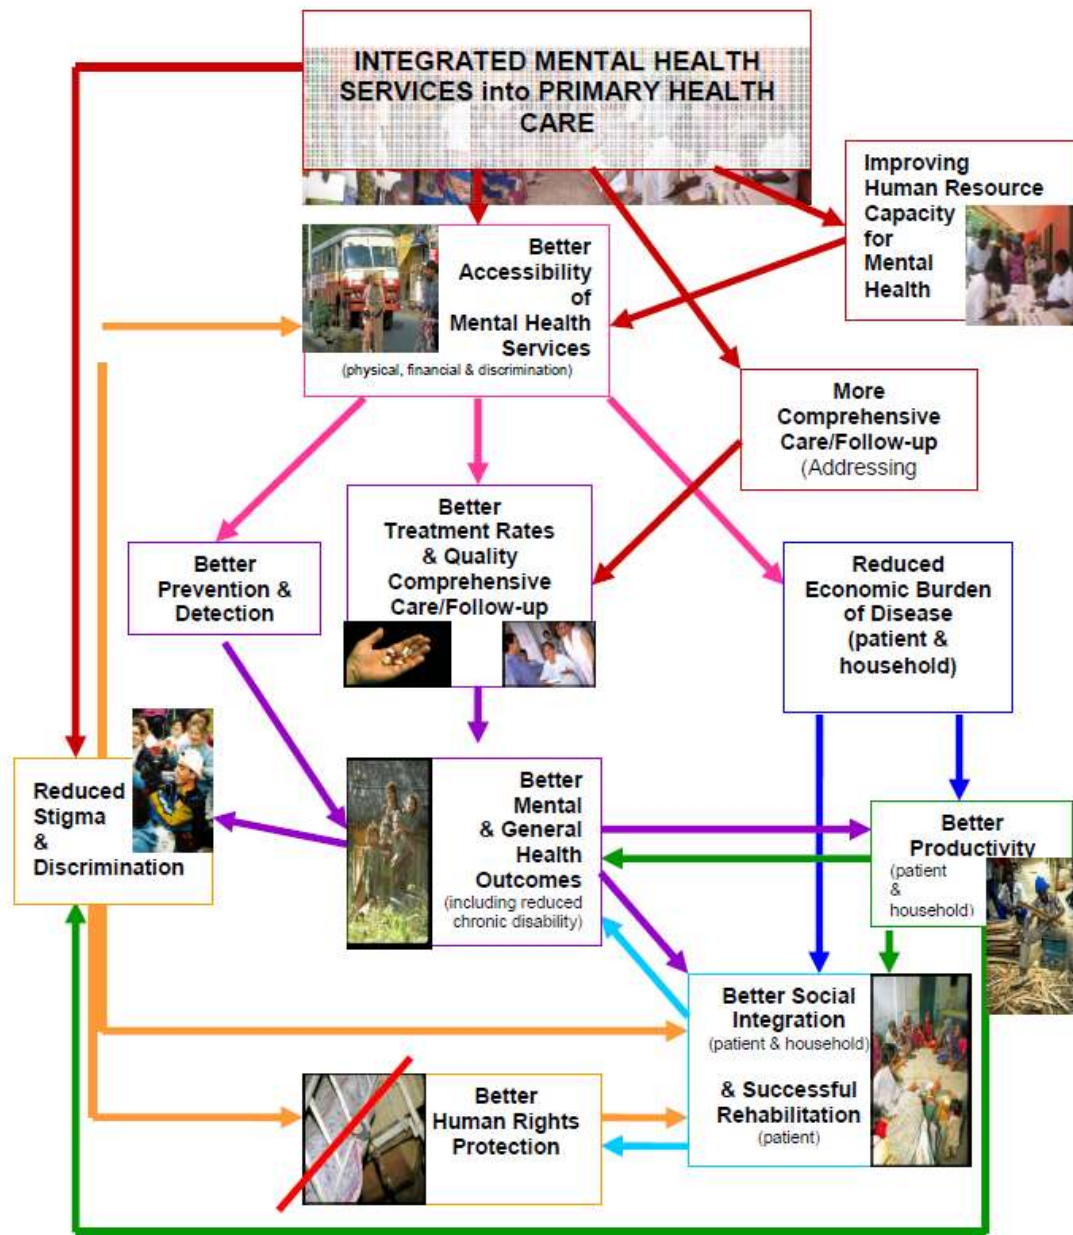 INTEGRATED MENTAL HEALTH
SERVICES into PRIMARY HEALTH
CARE
Improving
Human Resource
Capacity
for
Mental
Health
Better
Accessibility
of
Mental Health
Services
(physical, financial & discrimination)
More
Comprehensive
Care/Follow-up
(Addressing
Better
Treatment Rates
& Quality
Comprehensive
Care/Follow-up
Better
Prevention &
Detection
Reduced
Economic Burden
of Disease
(patient &
household)
Reduced
Stigma
&
Discrimination
Better
Mental
& General
Health
Outcomes
(including reduced
chronic disability)
Better
Productivity
(patient
&
household)
Better Social
Integration
(patient & household)
& Successful
Rehabilitation
(patient)
Better
Human Rights
Protection